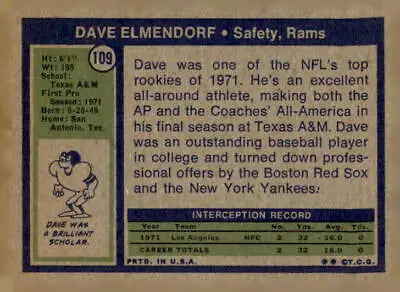 DAVE ELMENDORF • Safety, Rams
109
Ht: 6'1"
Wt: 195
School:
Texas A&M
First Pro
Season: 1971
Born: 6-20-49
Home: San
Antonio, Tex.
Dave was one of the NFL's top
rookies of 1971. He's an excellent
all-around athlete, making both the
AP and the Coaches' All-America in
his final season at Texas A&M. Dave
was an outstanding baseball player
in college and turned down profes-
sional offers by the Boston Red Sox
and the New York Yankees.
DAVE WAS
A BRILLIANT
SCHOLAR.
INTERCEPTION RECORD
Year Team No. Yds. Avg. Tds
1971 Los Angeles NFC 2 32 16.0 0
CAREER TOTALS 2 32 16.0 0
PRTD. IN U.S.A. © T.C.G.